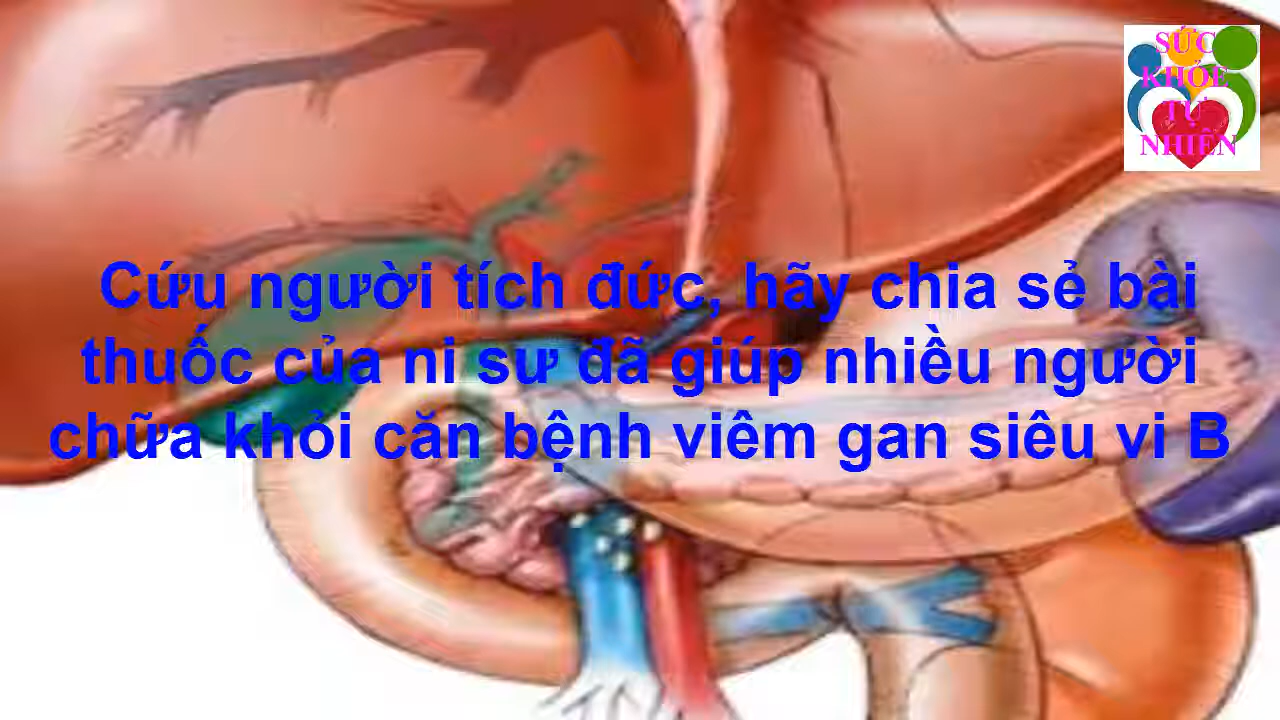 SỨC
KHỎE
TỰ
NHIÊN
Cứu người tích đức, hãy chia sẻ bài
thuốc của ni sư đã giúp nhiều người
chữa khỏi căn bệnh viêm gan siêu vi B